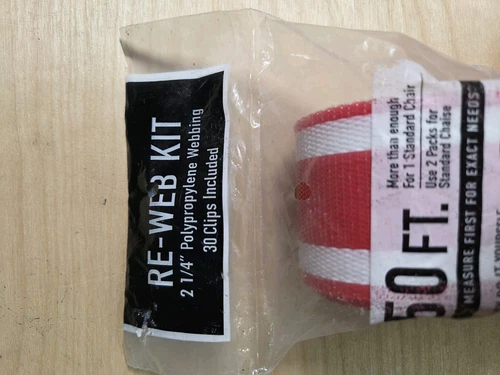 RE-WEB KIT
2 1/4" Polypropylene Webbing
30 Clips Included
More than enough
For 1 Standard Chair
Use 2 Packs for
Standard Chaise
50 FT.
MEASURE FIRST FOR EXACT NEEDS